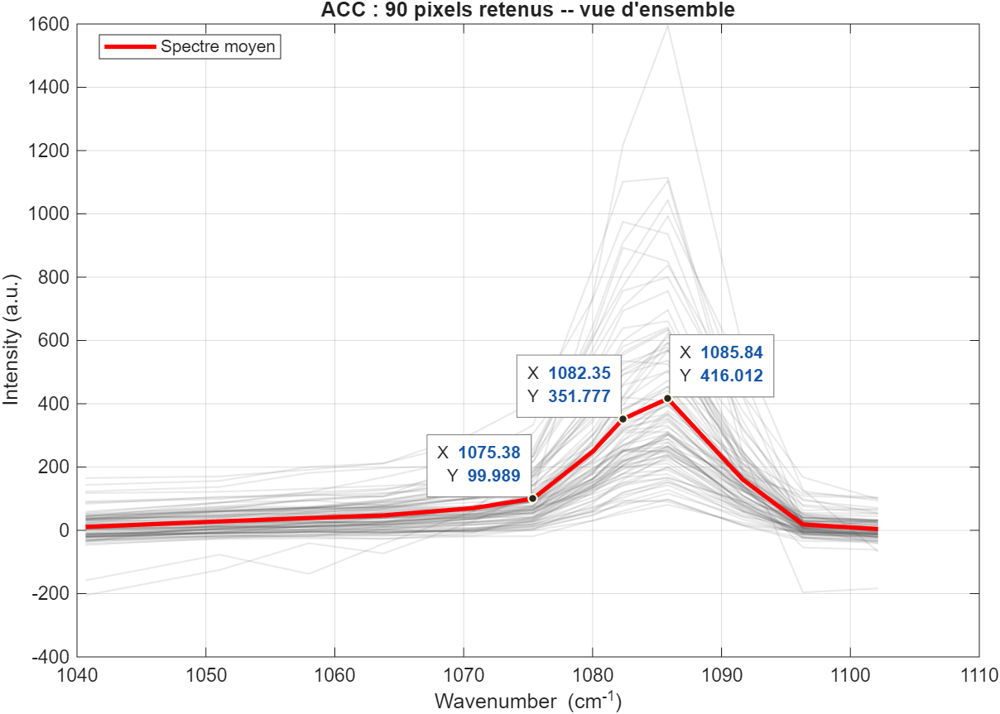 ACC : 90 pixels retenus -- vue d'ensemble
1600
Spectre moyen
1400
1200
1000
800
600
400
200
0
-200
-400
Intensity (a.u.)
X 1085.84
Y 416.012
X 1082.35
Y 351.777
X 1075.38
Y 99.989
1040 1050 1060 1070 1080 1090 1100 1110
Wavenumber (cm-1)